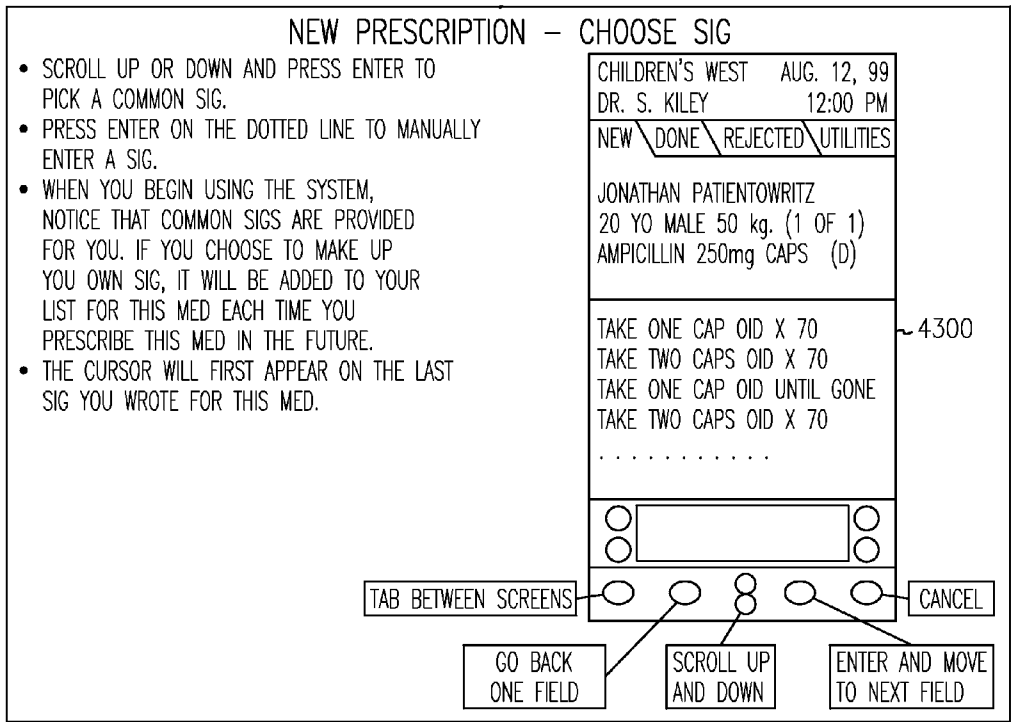 NEW PRESCRIPTION – CHOOSE SIG
• SCROLL UP OR DOWN AND PRESS ENTER TO
PICK A COMMON SIG.
• PRESS ENTER ON THE DOTTED LINE TO MANUALLY
ENTER A SIG.
• WHEN YOU BEGIN USING THE SYSTEM,
NOTICE THAT COMMON SIGS ARE PROVIDED
FOR YOU. IF YOU CHOOSE TO MAKE UP
YOU OWN SIG, IT WILL BE ADDED TO YOUR
LIST FOR THIS MED EACH TIME YOU
PRESCRIBE THIS MED IN THE FUTURE.
• THE CURSOR WILL FIRST APPEAR ON THE LAST
SIG YOU WROTE FOR THIS MED.
CHILDREN'S WEST AUG. 12, 99
DR. S. KILEY 12:00 PM
NEW DONE REJECTED UTILITIES
JONATHAN PATIENTOWRITZ
20 YO MALE 50 kg. (1 OF 1)
AMPICILLIN 250mg CAPS (D)
TAKE ONE CAP OID X 70
TAKE TWO CAPS OID X 70
TAKE ONE CAP OID UNTIL GONE
TAKE TWO CAPS OID X 70
. . . . . . . . . . .
4300
TAB BETWEEN SCREENS
CANCEL
GO BACK
ONE FIELD
SCROLL UP
AND DOWN
ENTER AND MOVE
TO NEXT FIELD